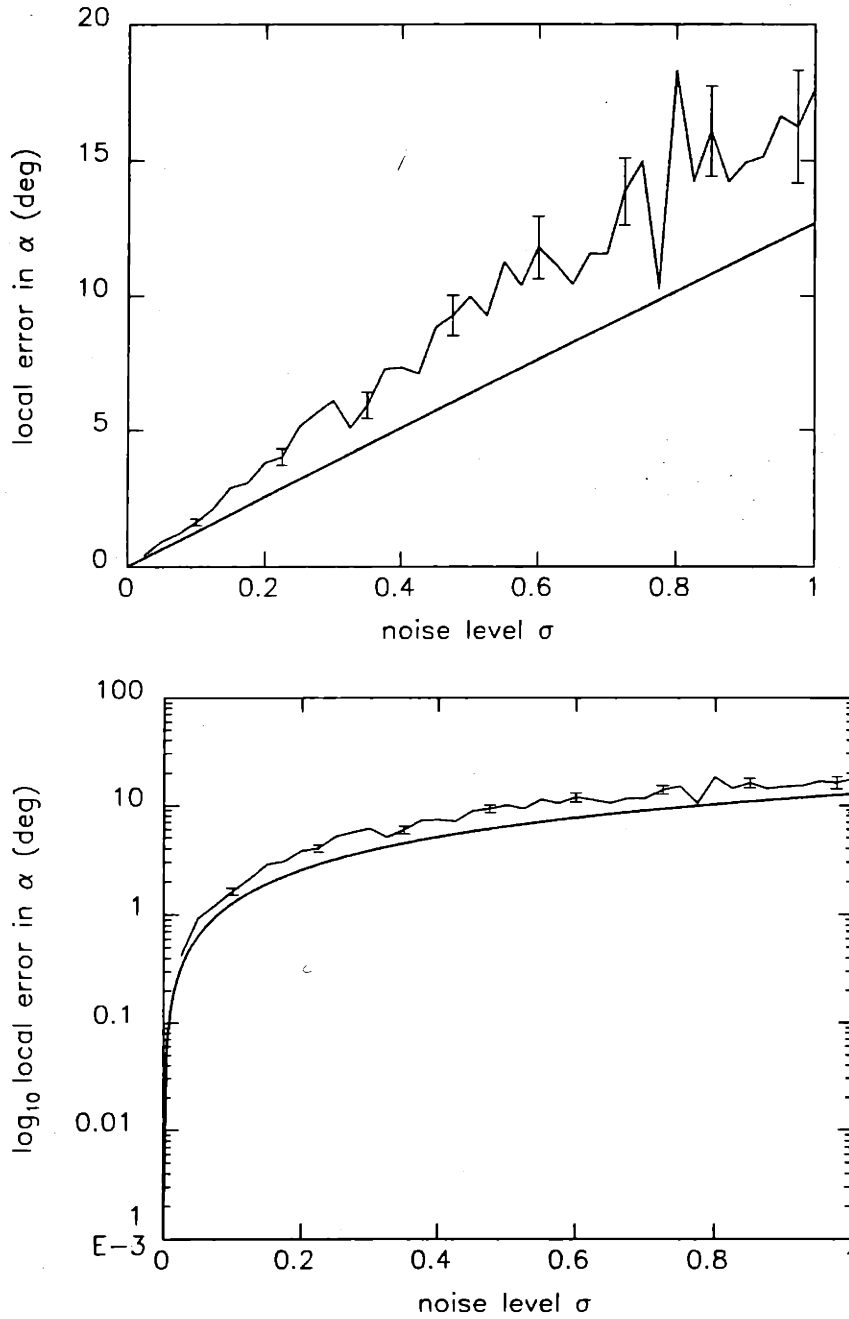 20
15
10
5
0
local error in α (deg)
0 0.2 0.4 0.6 0.8 1
noise level σ
100
10
1
0.1
0.01
1
E−3
log₁₀ local error in α (deg)
0 0.2 0.4 0.6 0.8 1
noise level σ